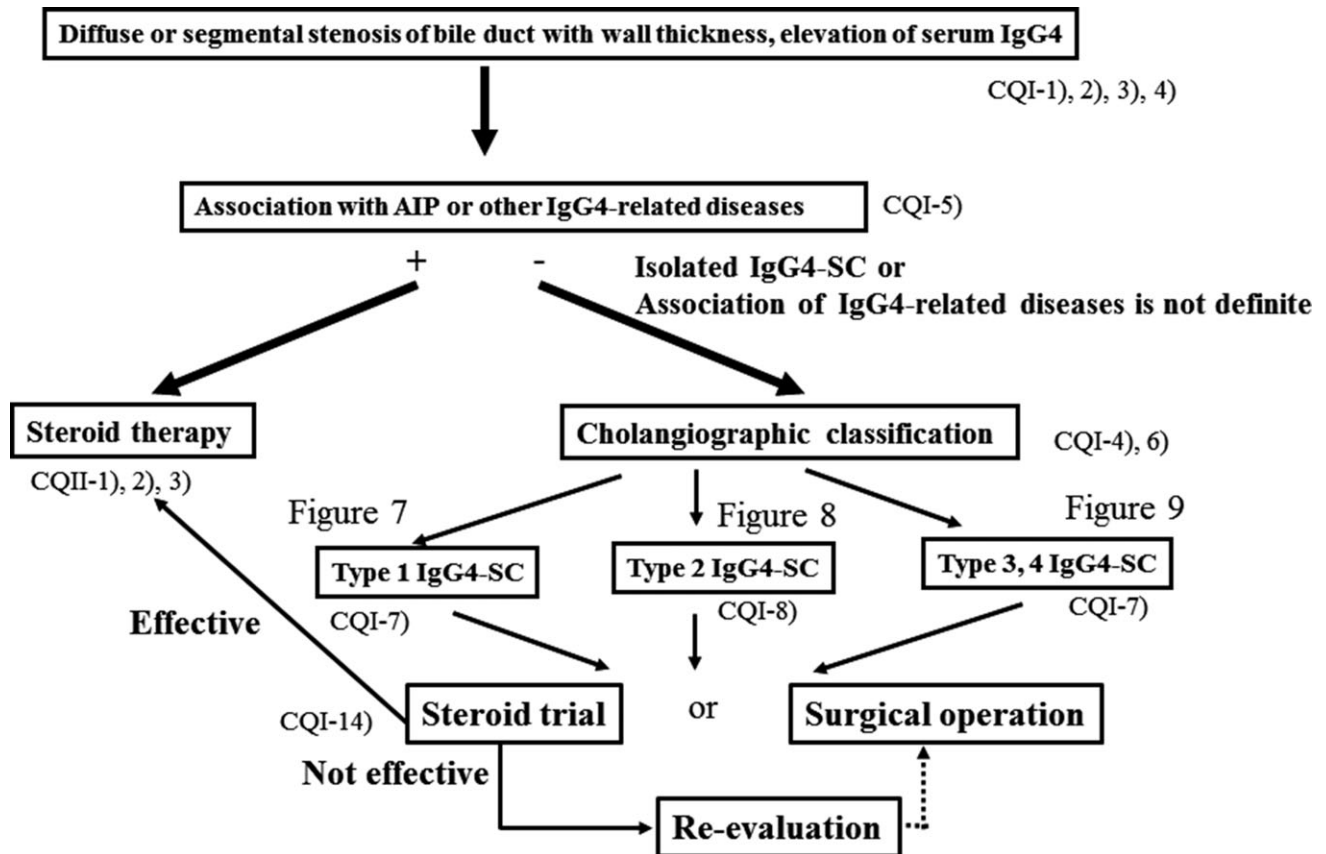 Diffuse or segmental stenosis of bile duct with wall thickness, elevation of serum IgG4
CQI-1), 2), 3), 4)
Association with AIP or other IgG4-related diseases
CQI-5)
+
-
Isolated IgG4-SC or
Association of IgG4-related diseases is not definite
Steroid therapy
CQII-1), 2), 3)
Cholangiographic classification
CQI-4), 6)
Figure 7
Figure 8
Figure 9
Type 1 IgG4-SC
Type 2 IgG4-SC
Type 3, 4 IgG4-SC
CQI-7)
CQI-8)
CQI-7)
Effective
CQI-14)
Steroid trial
or
Surgical operation
Not effective
Re-evaluation